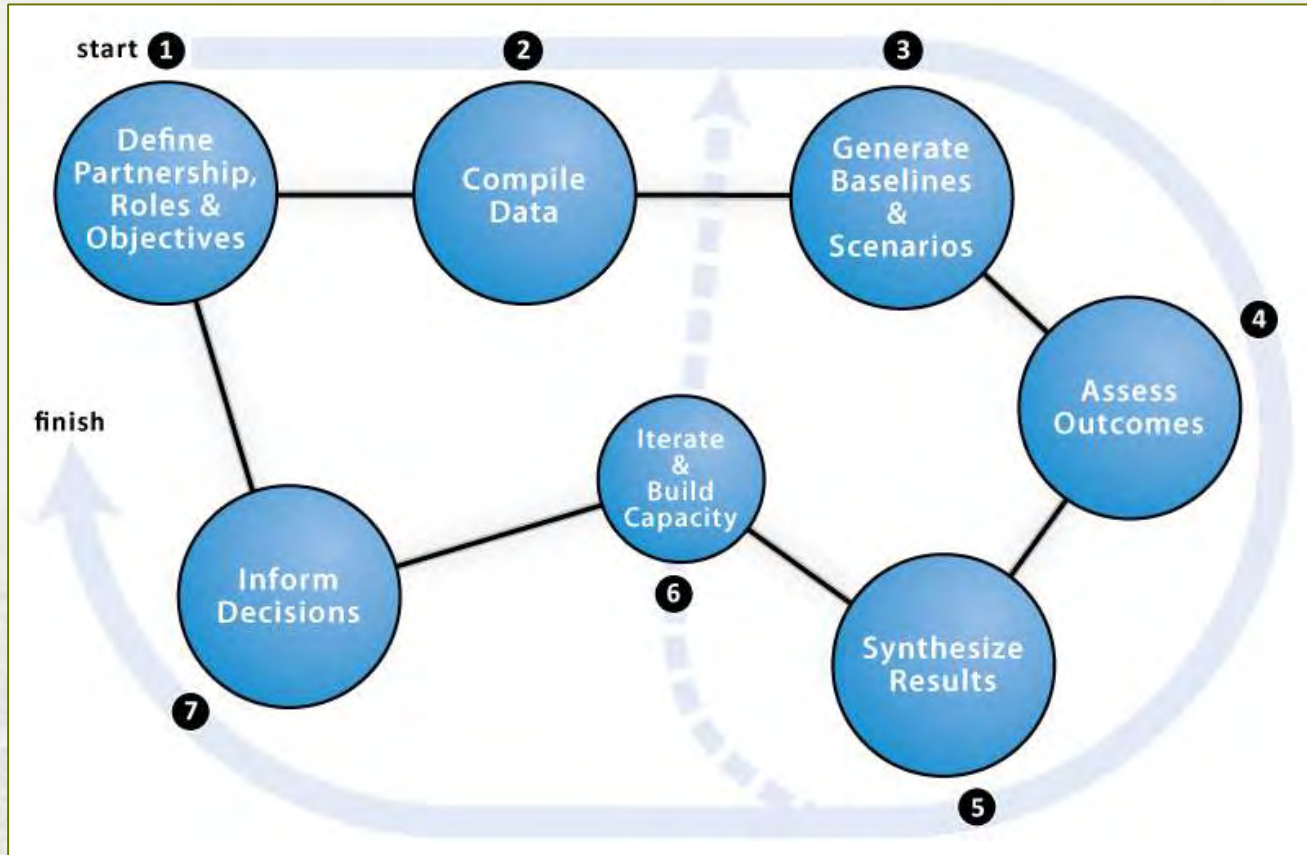 start 1
Define
Partnership,
Roles &
Objectives
2
Compile
Data
3
Generate
Baselines
&
Scenarios
4
Assess
Outcomes
5
Synthesize
Results
6
Iterate
&
Build
Capacity
7
Inform
Decisions
finish